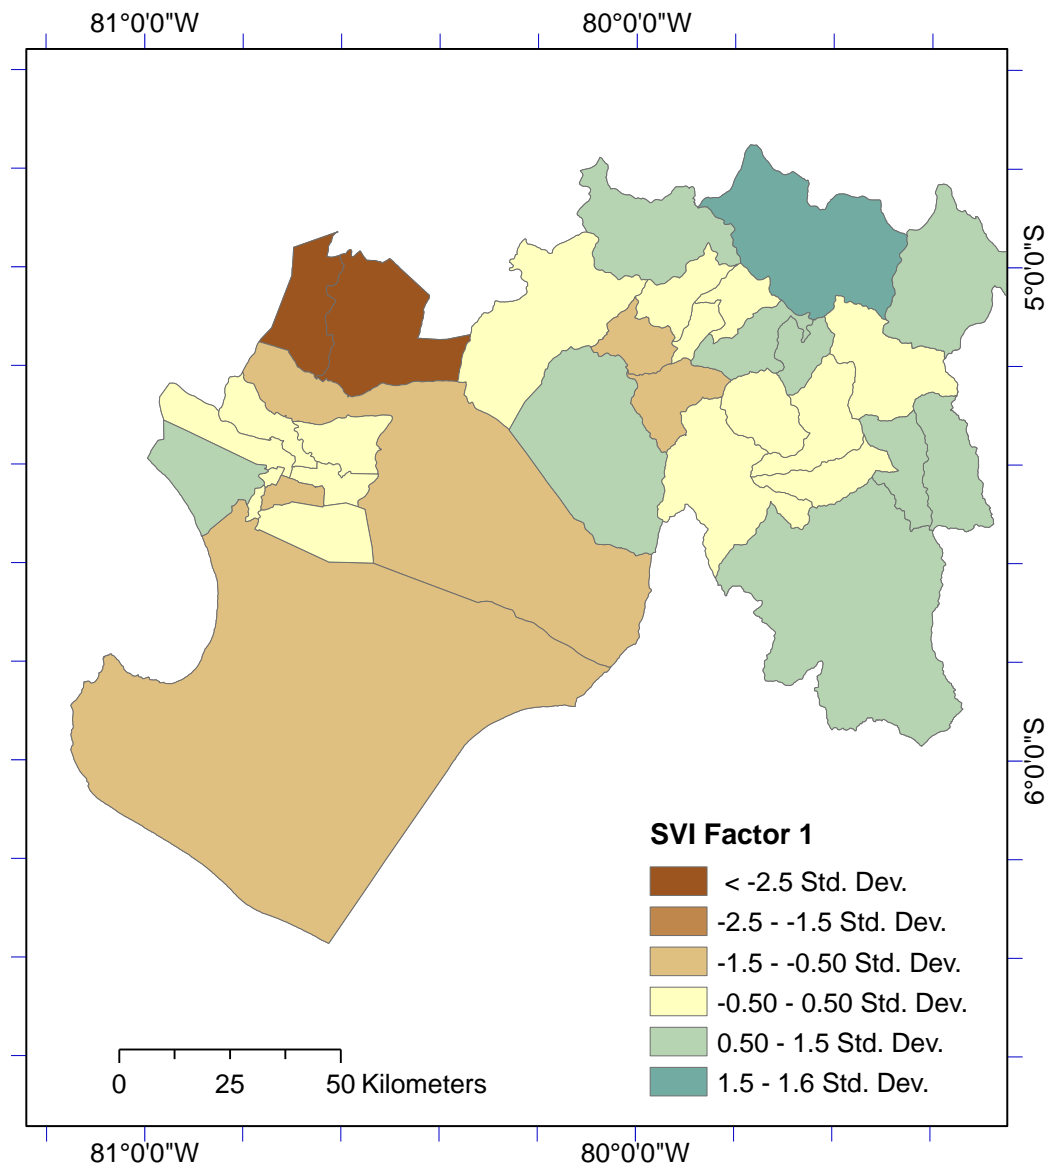 81°0'0"W 80°0'0"W
5°0'0"S
6°0'0"S
SVI Factor 1
< -2.5 Std. Dev.
-2.5 - -1.5 Std. Dev.
-1.5 - -0.50 Std. Dev.
-0.50 - 0.50 Std. Dev.
0.50 - 1.5 Std. Dev.
1.5 - 1.6 Std. Dev.
0 25 50 Kilometers
81°0'0"W 80°0'0"W